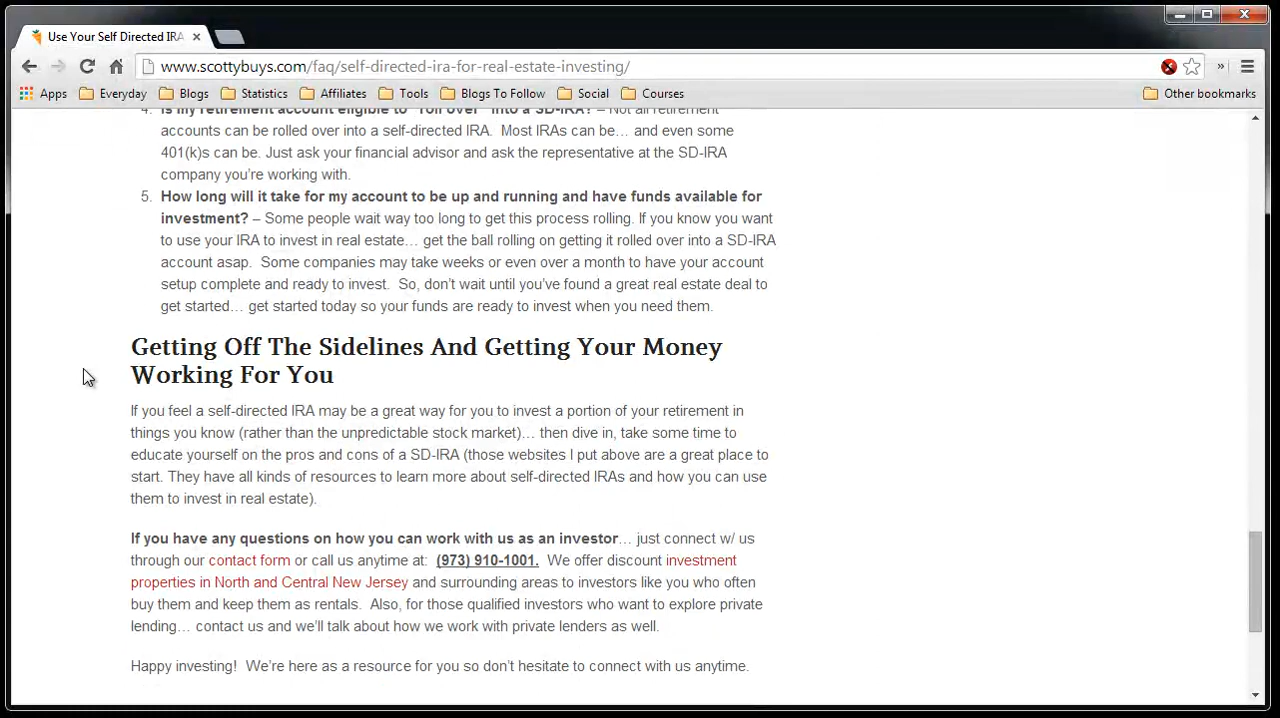 Use Your Self Directed IRA
www.scottybuys.com/faq/self-directed-ira-for-real-estate-investing/
Apps Everyday Blogs Statistics Affiliates Tools Blogs To Follow Social Courses Other bookmarks
4. Is my retirement account eligible to "roll over" into a SD-IRA? – Not all retirement
accounts can be rolled over into a self-directed IRA. Most IRAs can be… and even some
401(k)s can be. Just ask your financial advisor and ask the representative at the SD-IRA
company you're working with.
5. How long will it take for my account to be up and running and have funds available for
investment? – Some people wait way too long to get this process rolling. If you know you want
to use your IRA to invest in real estate… get the ball rolling on getting it rolled over into a SD-IRA
account asap. Some companies may take weeks or even over a month to have your account
setup complete and ready to invest. So, don't wait until you've found a great real estate deal to
get started… get started today so your funds are ready to invest when you need them.
Getting Off The Sidelines And Getting Your Money
Working For You
If you feel a self-directed IRA may be a great way for you to invest a portion of your retirement in
things you know (rather than the unpredictable stock market)… then dive in, take some time to
educate yourself on the pros and cons of a SD-IRA (those websites I put above are a great place to
start. They have all kinds of resources to learn more about self-directed IRAs and how you can use
them to invest in real estate).
If you have any questions on how you can work with us as an investor… just connect w/ us
through our contact form or call us anytime at: (973) 910-1001. We offer discount investment
properties in North and Central New Jersey and surrounding areas to investors like you who often
buy them and keep them as rentals. Also, for those qualified investors who want to explore private
lending… contact us and we'll talk about how we work with private lenders as well.
Happy investing! We're here as a resource for you so don't hesitate to connect with us anytime.